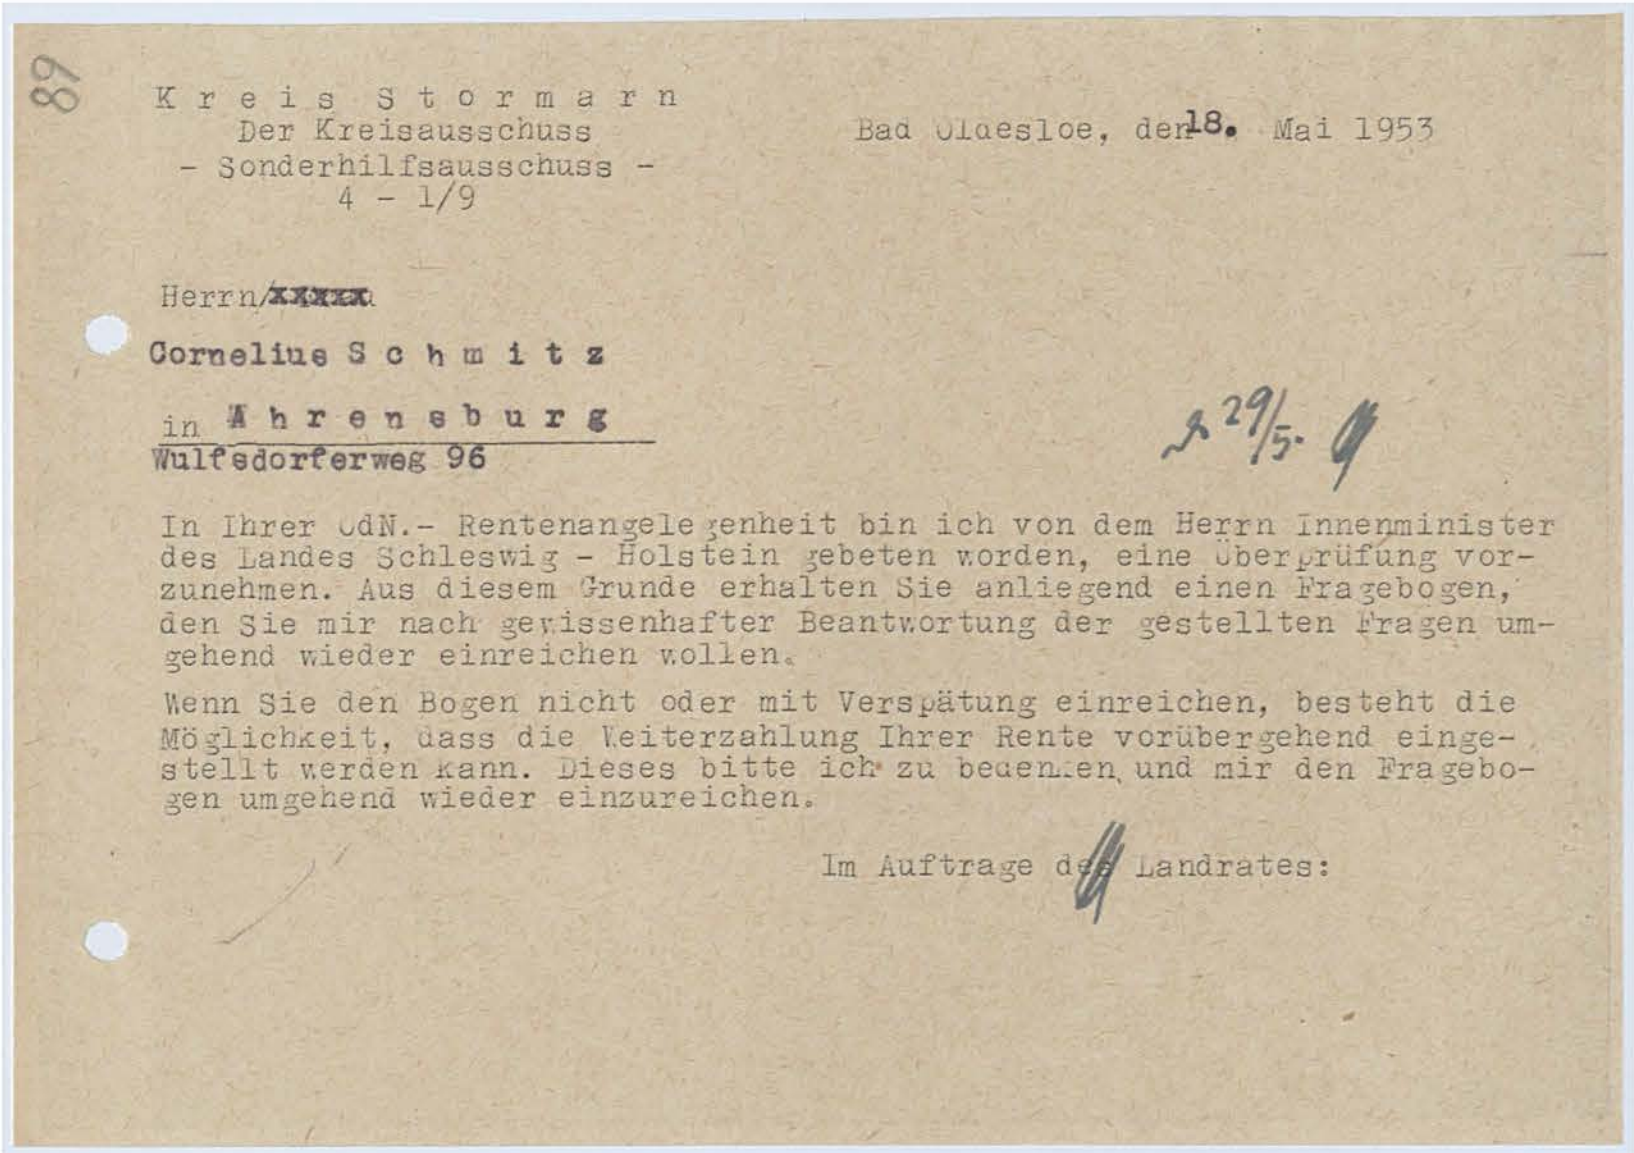 89
Kreis Stormarn
Der Kreisausschuss
- Sonderhilfsausschuss -
4 - 1/9
Bad Oldesloe, den 18. Mai 1953
Herrn/xxxxx
Cornelius Schmitz
in Ahrensburg
Wulfsdorferweg 96
29/5.
In Ihrer OdN.- Rentenangelegenheit bin ich von dem Herrn Innenminister
des Landes Schleswig - Holstein gebeten worden, eine Überprüfung vor-
zunehmen. Aus diesem Grunde erhalten Sie anliegend einen Fragebogen,
den Sie mir nach gewissenhafter Beantwortung der gestellten Fragen um-
gehend wieder einreichen wollen.
Wenn Sie den Bogen nicht oder mit Verspätung einreichen, besteht die
Möglichkeit, dass die Weiterzahlung Ihrer Rente vorübergehend einge-
stellt werden kann. Dieses bitte ich zu bedenken, und mir den Fragebo-
gen umgehend wieder einzureichen.
Im Auftrage des Landrates: